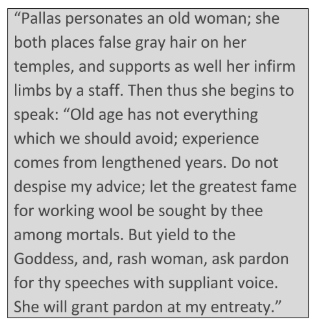 “Pallas personates an old woman; she
both places false gray hair on her
temples, and supports as well her infirm
limbs by a staff. Then thus she begins to
speak: “Old age has not everything
which we should avoid; experience
comes from lengthened years. Do not
despise my advice; let the greatest fame
for working wool be sought by thee
among mortals. But yield to the
Goddess, and, rash woman, ask pardon
for thy speeches with suppliant voice.
She will grant pardon at my entreaty.”